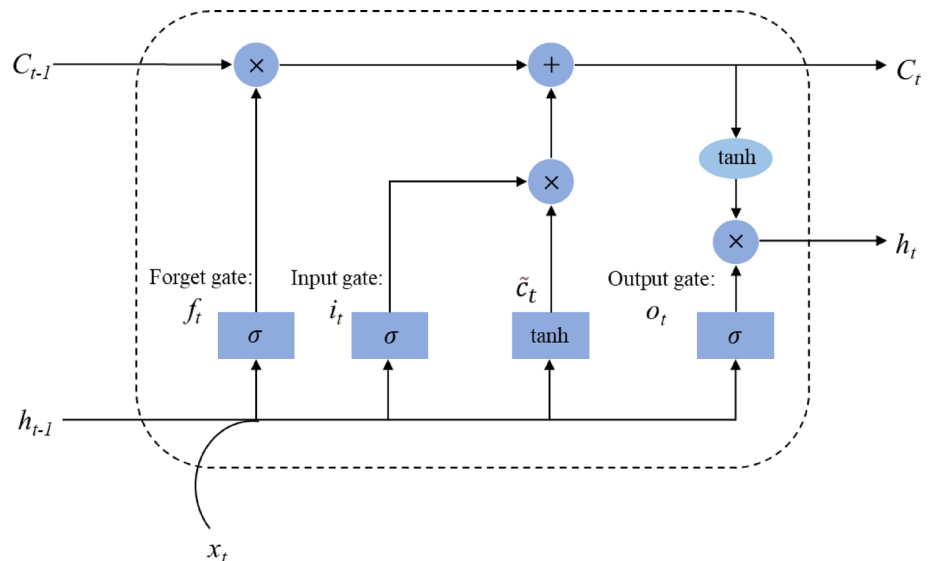 C_{t-1}
×
+
C_t
tanh
×
×
h_t
Forget gate:
f_t
Input gate:
i_t
c̃_t
Output gate:
o_t
σ
σ
tanh
σ
h_{t-1}
x_t